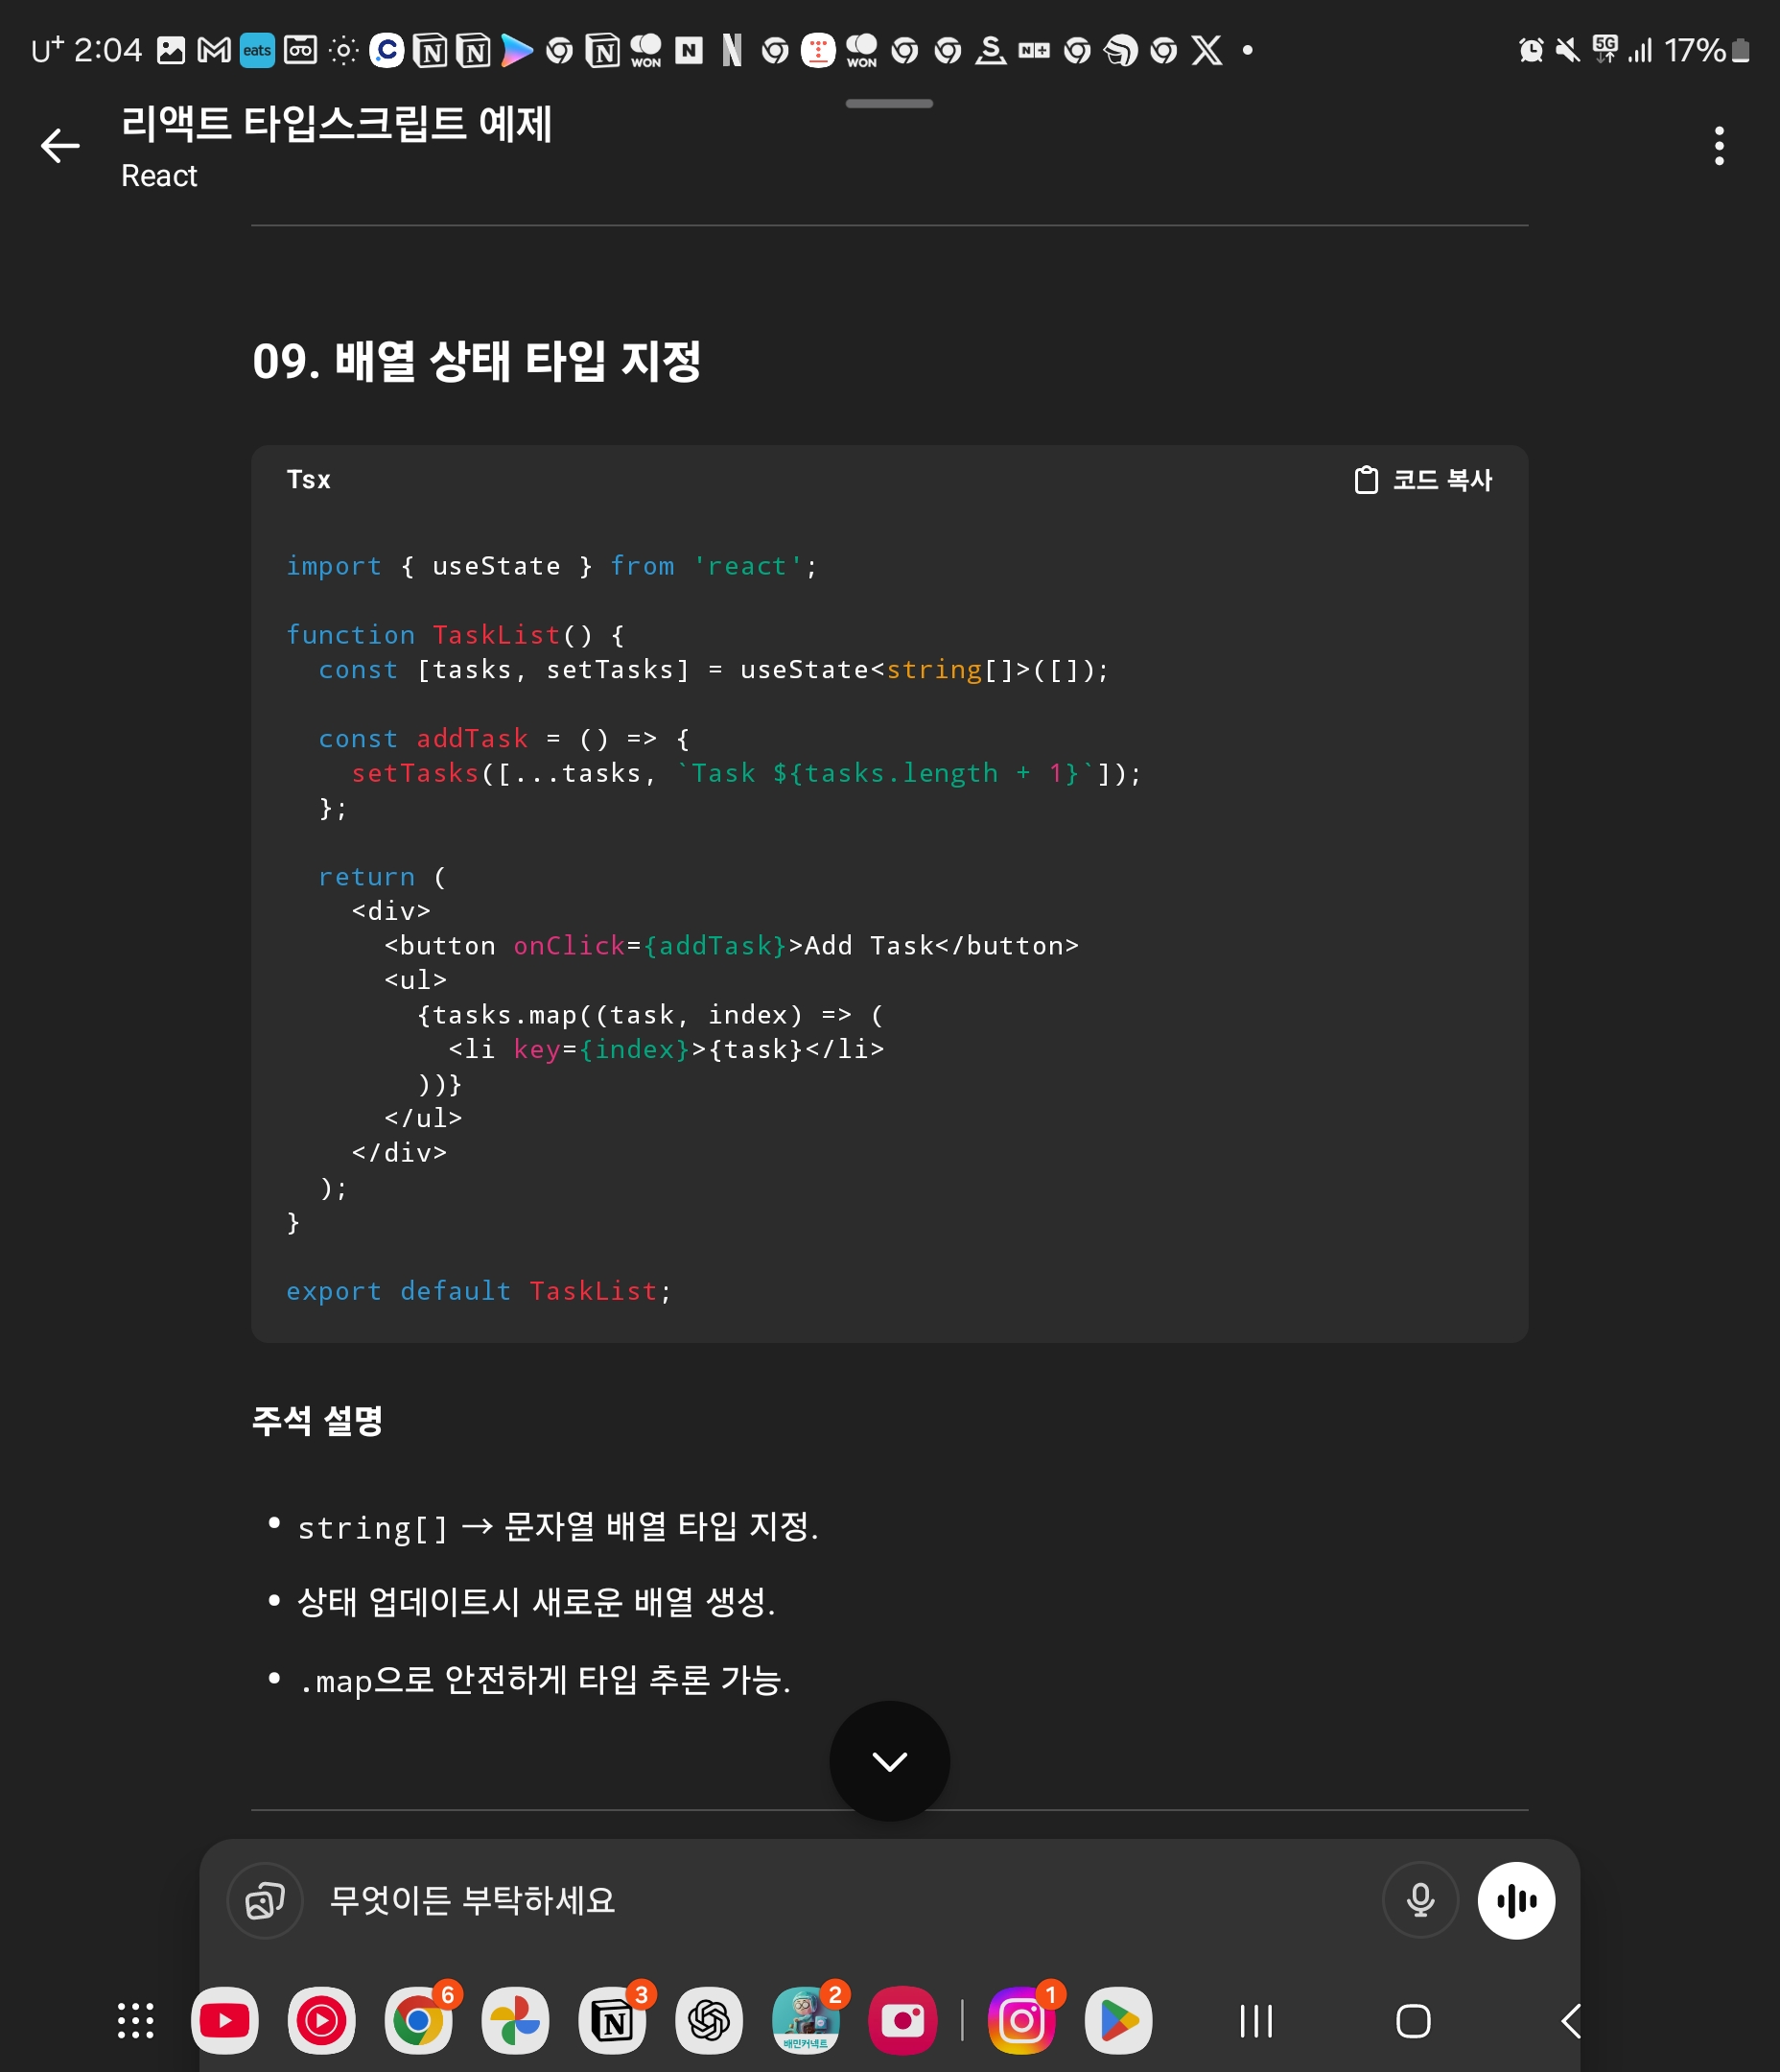 U⁺ 2:04 eats WON N WON N+ 5G 17%
리액트 타입스크립트 예제
React
09. 배열 상태 타입 지정
Tsx 코드 복사
import { useState } from 'react';
function TaskList() {
  const [tasks, setTasks] = useState<string[]>([]);
  const addTask = () => {
    setTasks([...tasks, `Task ${tasks.length + 1}`]);
  };
  return (
    <div>
      <button onClick={addTask}>Add Task</button>
      <ul>
        {tasks.map((task, index) => (
          <li key={index}>{task}</li>
        ))}
      </ul>
    </div>
  );
}
export default TaskList;
주석 설명
• string[] → 문자열 배열 타입 지정.
• 상태 업데이트시 새로운 배열 생성.
• .map으로 안전하게 타입 추론 가능.
무엇이든 부탁하세요
6 3 2 1
배민커넥트